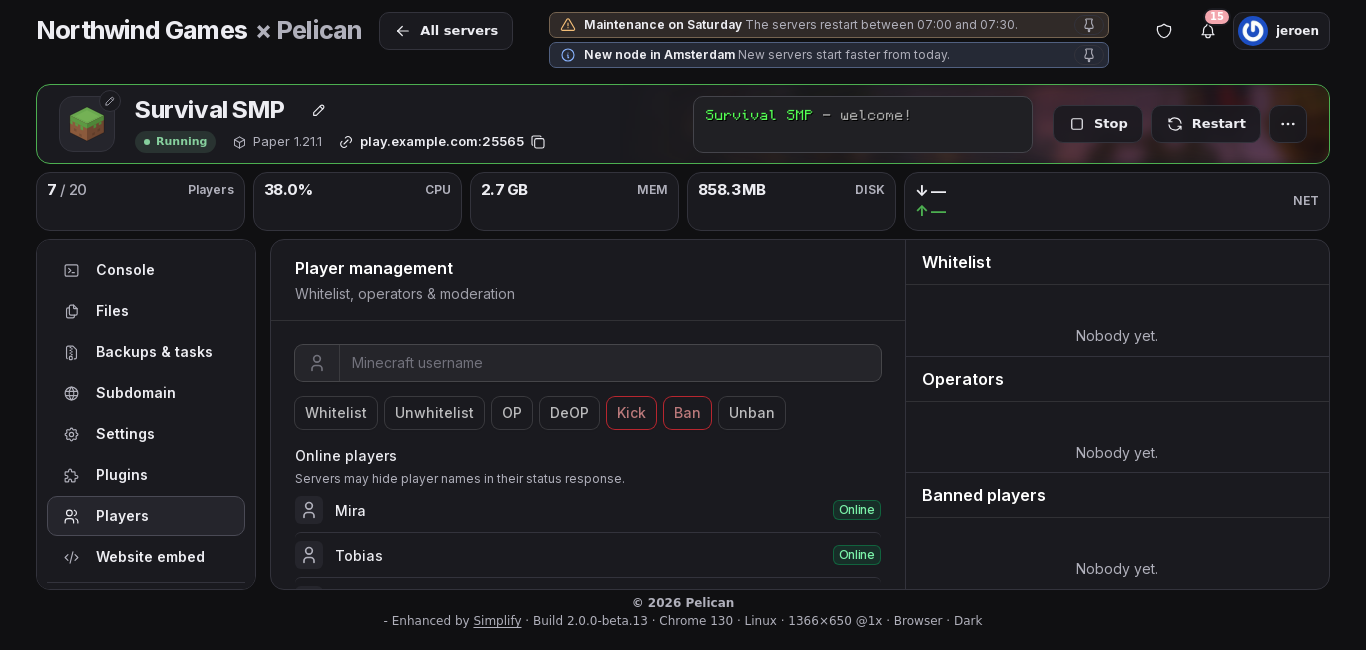 Northwind Games × Pelican
All servers
Maintenance on Saturday The servers restart between 07:00 and 07:30.
New node in Amsterdam New servers start faster from today.
15
jeroen
Survival SMP
Running
Paper 1.21.1
play.example.com:25565
Survival SMP – welcome!
Stop
Restart
7 / 20 Players
38.0% CPU
2.7 GB MEM
858.3 MB DISK
↓ —
↑ —
NET
Console
Files
Backups & tasks
Subdomain
Settings
Plugins
Players
Website embed
Player management
Whitelist, operators & moderation
Minecraft username
Whitelist Unwhitelist OP DeOP Kick Ban Unban
Online players
Servers may hide player names in their status response.
Mira Online
Tobias Online
Whitelist
Nobody yet.
Operators
Nobody yet.
Banned players
Nobody yet.
© 2026 Pelican
- Enhanced by Simplify · Build 2.0.0-beta.13 · Chrome 130 · Linux · 1366×650 @1x · Browser · Dark